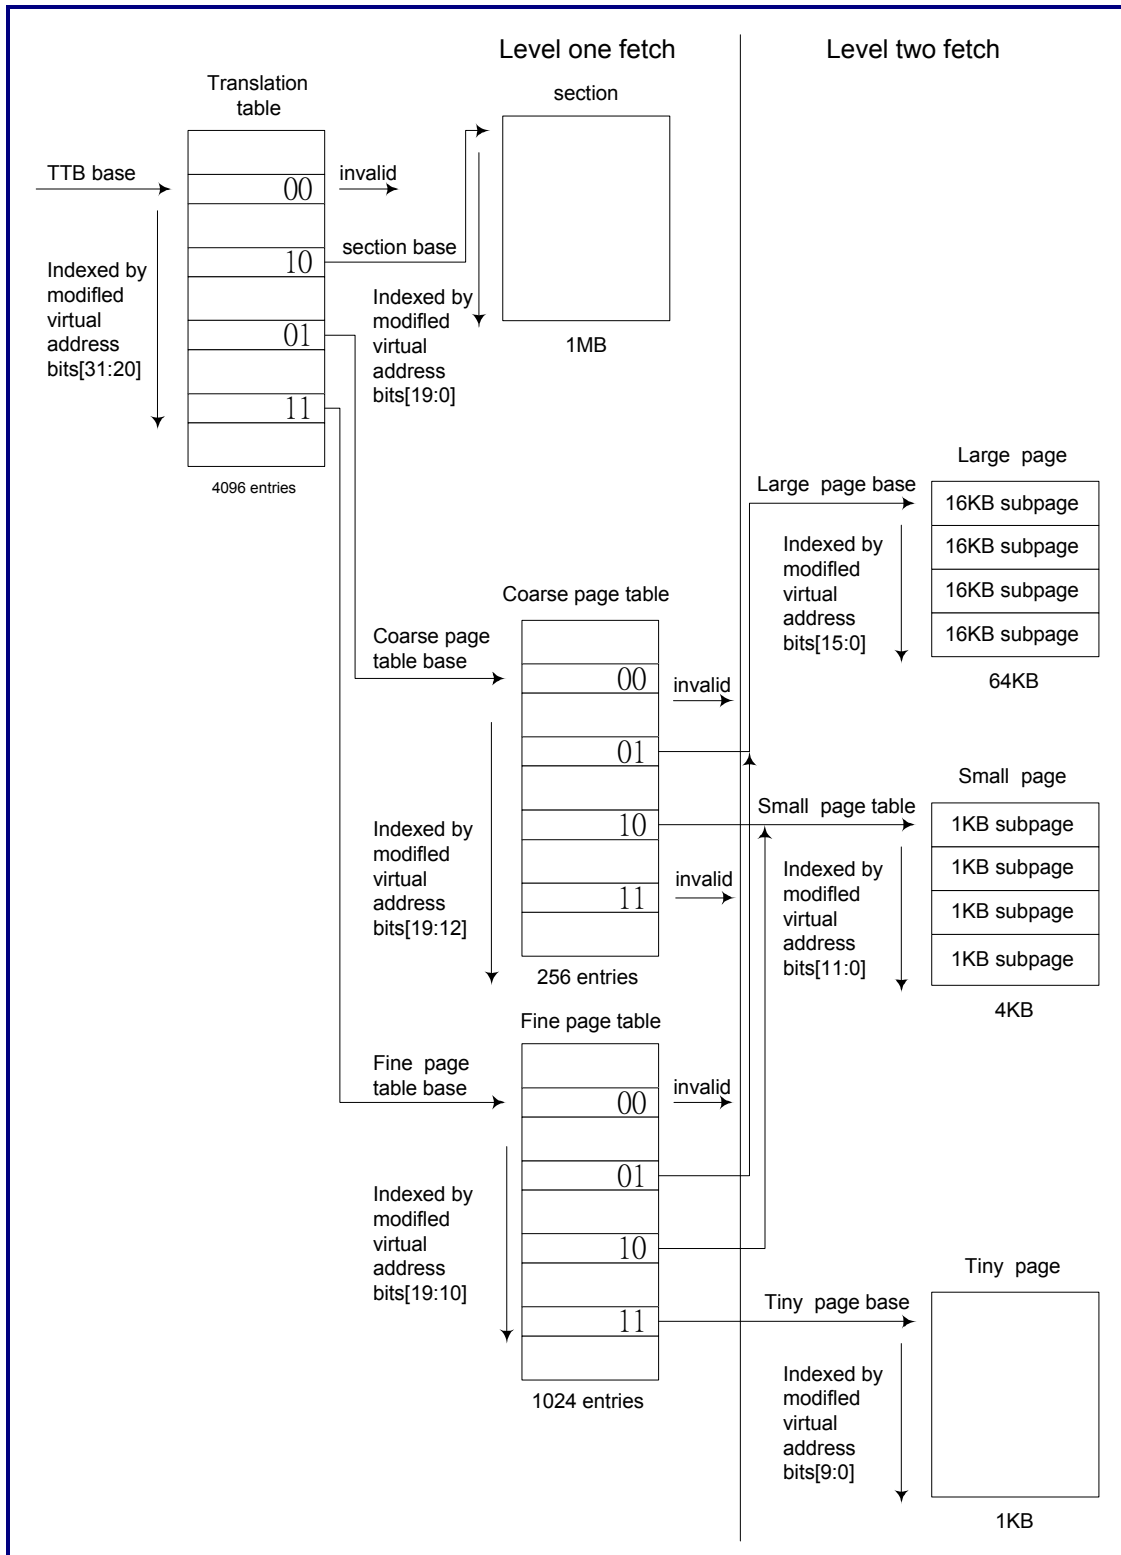 Level one fetch
Level two fetch
Translation
table
section
TTB base
00
invalid
10
section base
Indexed by
modifled
virtual
address
bits[31:20]
01
Indexed by
modifled
virtual
address
bits[19:0]
1MB
11
4096 entries
Large page
Large page base
16KB subpage
16KB subpage
16KB subpage
16KB subpage
Indexed by
modifled
virtual
address
bits[15:0]
64KB
Coarse page table
Coarse page
table base
00
invalid
01
10
11
invalid
Indexed by
modifled
virtual
address
bits[19:12]
256 entries
Small page
Small page table
1KB subpage
1KB subpage
1KB subpage
1KB subpage
Indexed by
modifled
virtual
address
bits[11:0]
4KB
Fine page table
Fine page
table base
00
invalid
01
10
11
Indexed by
modifled
virtual
address
bits[19:10]
1024 entries
Tiny page
Tiny page base
Indexed by
modifled
virtual
address
bits[9:0]
1KB